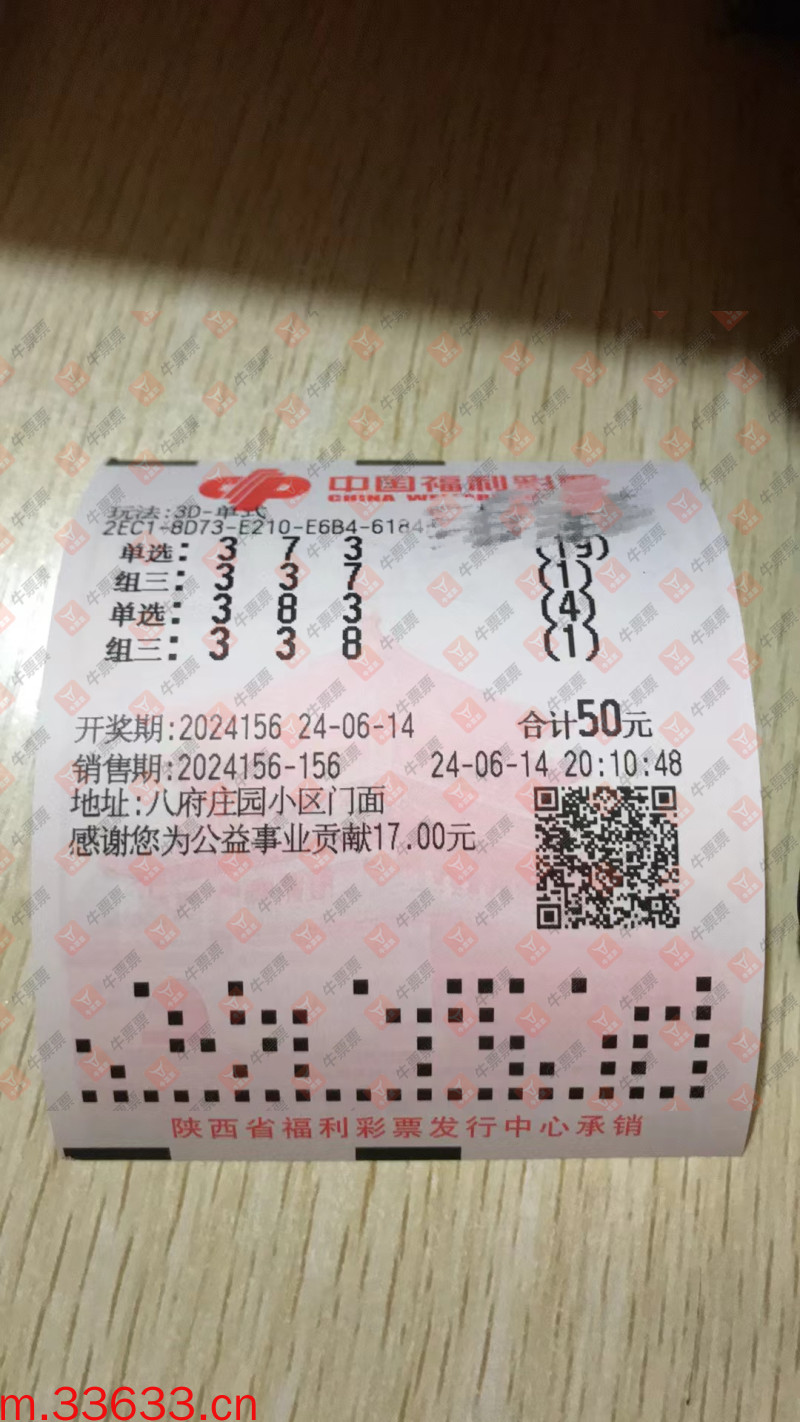 中国福利彩票
CHINA WELFAR
玩法:3D-单式
2EC1-8D73-E210-E6B4-6184
单选: 3 7 3 (19)
组三: 3 3 7 (1)
单选: 3 8 3 (4)
组三: 3 3 8 (1)
开奖期:2024156 24-06-14 合计50元
销售期:2024156-156 24-06-14 20:10:48
地址:八府庄园小区门面
感谢您为公益事业贡献17.00元
陕西省福利彩票发行中心承销
牛票票
m.33633.cn